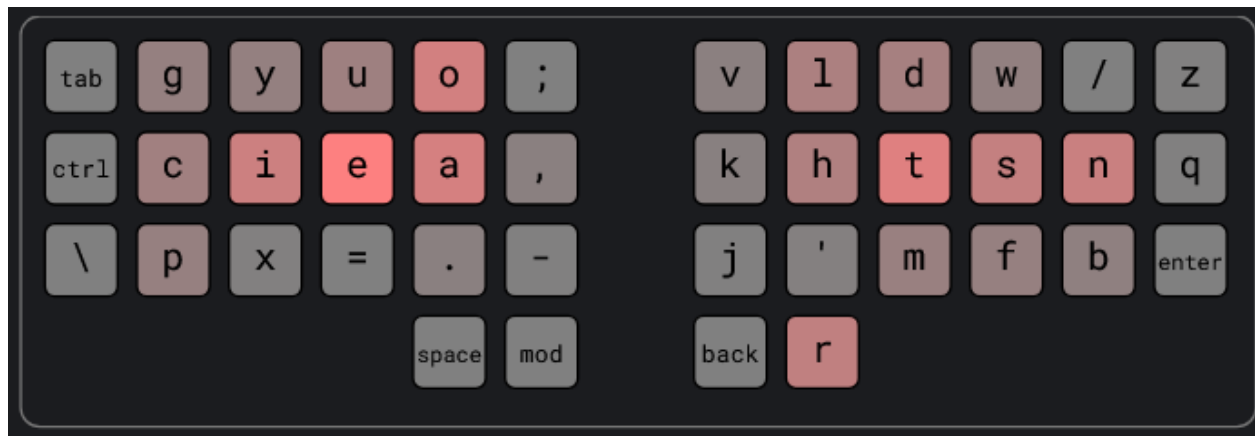 tab g y u o ; v l d w / z
ctrl c i e a , k h t s n q
\ p x = . - j ' m f b enter
space mod back r